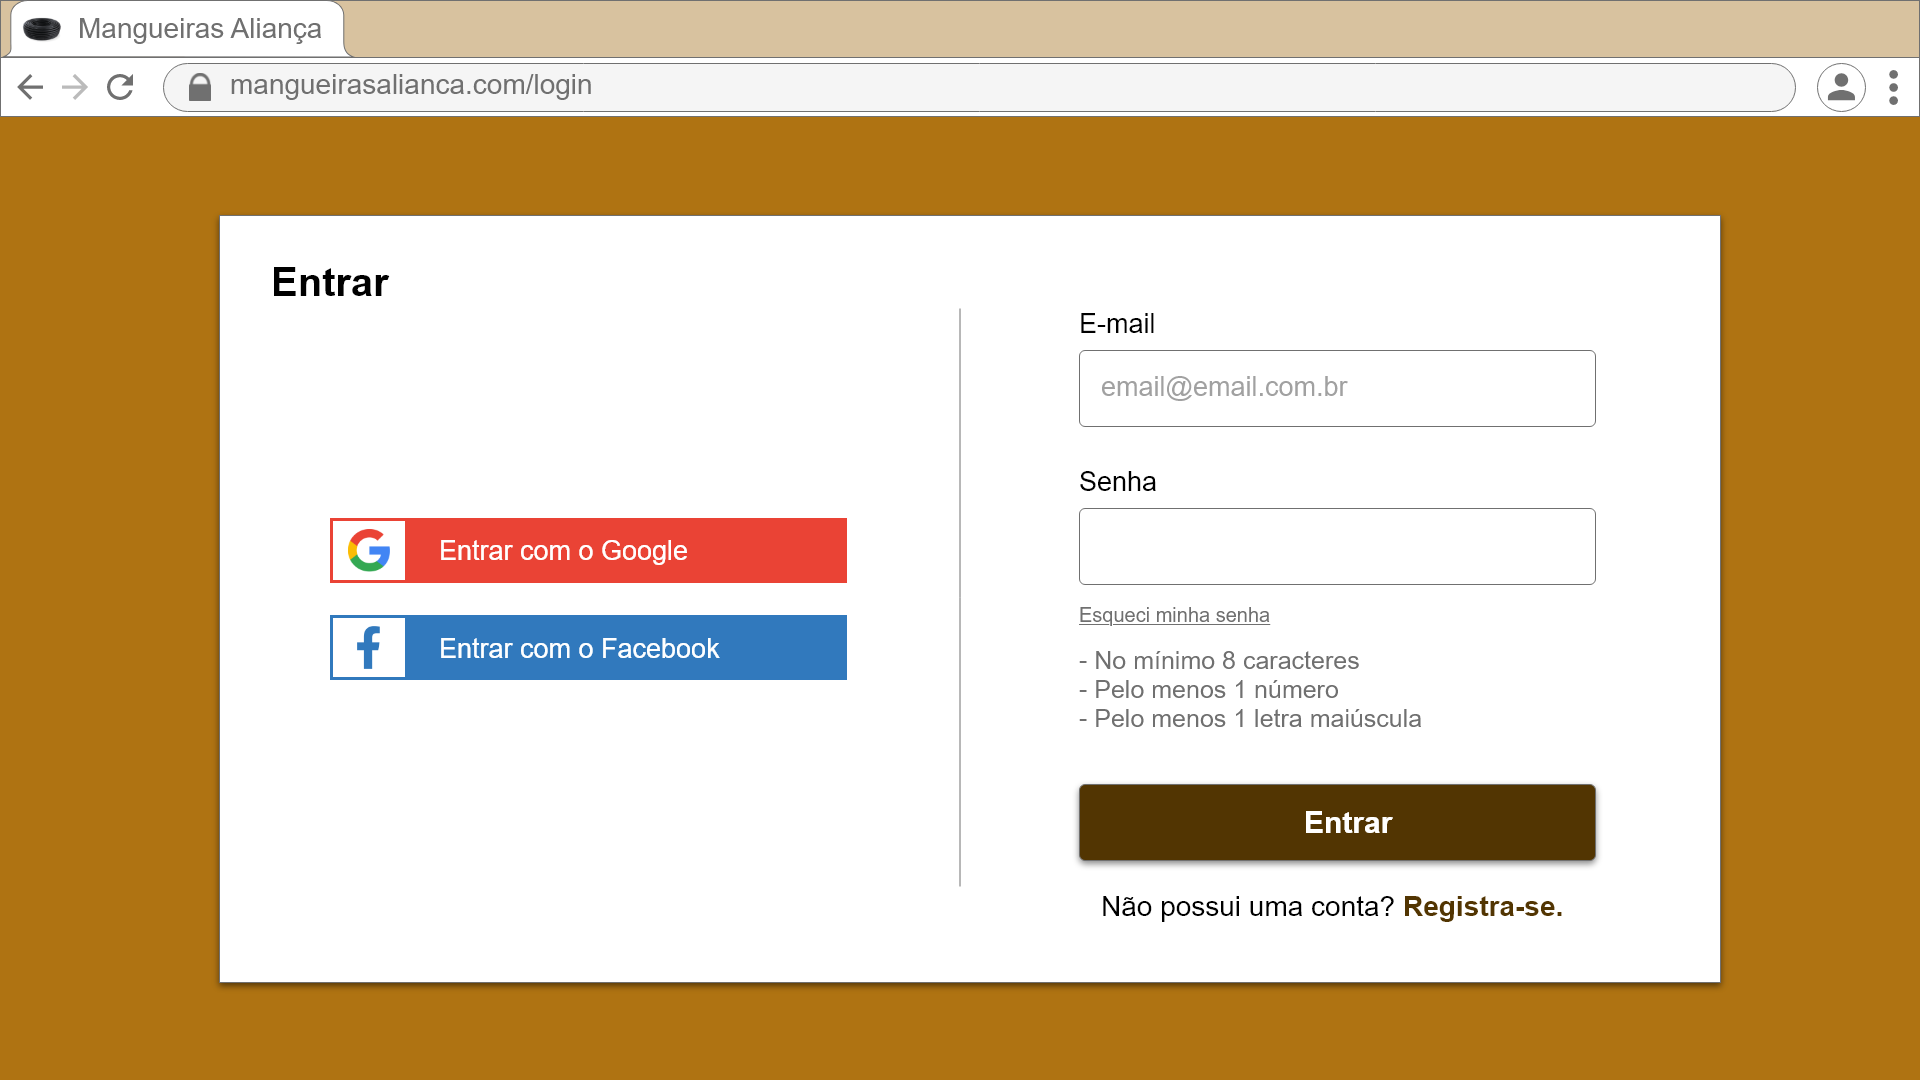 Mangueiras Aliança
mangueirasalianca.com/login
Entrar
Entrar com o Google
Entrar com o Facebook
E-mail
email@email.com.br
Senha
Esqueci minha senha
- No mínimo 8 caracteres
- Pelo menos 1 número
- Pelo menos 1 letra maiúscula
Entrar
Não possui uma conta? Registra-se.